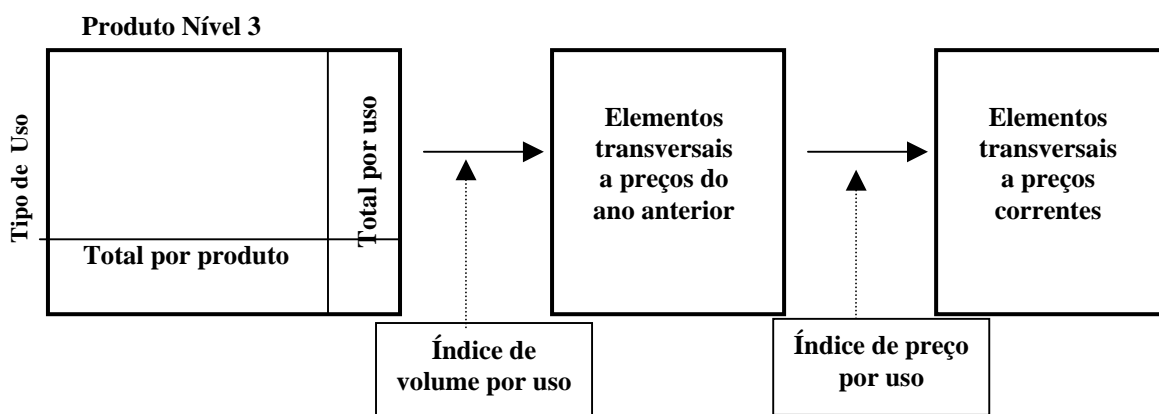 Produto Nível 3
Tipo de Uso
Total por uso
Total por produto
Elementos
transversais
a preços do
ano anterior
Elementos
transversais
a preços
correntes
Índice de
volume por uso
Índice de preço
por uso